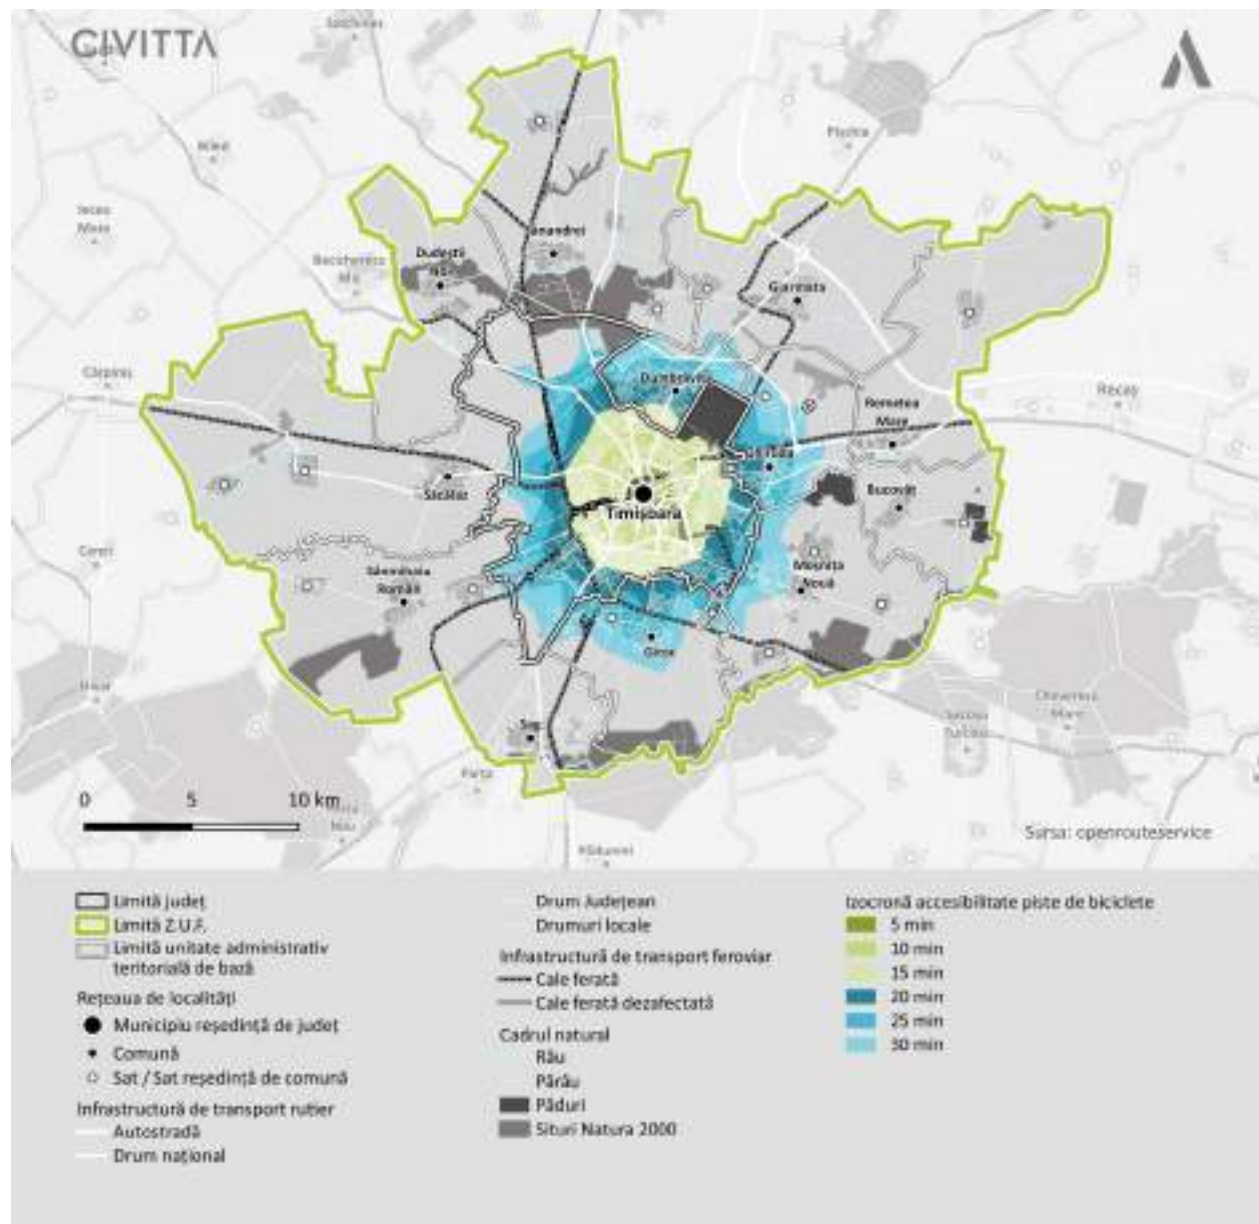 CIVITTA
Pișchia
Dudeștii
Giarmata
Cărpiniș
Recaș
Remetea
Mare
Săcălaz
Bucovăț
Timișoara
Sânmihaiu
Român
Moșnița
Nouă
Giroc
Șag
0 5 10 km
Sursa: openrouteservice
Limită județ
Limită Z.U.F.
Limită unitate administrativ
teritorială de bază
Rețeaua de localități
Municipiu reședință de județ
Comună
Sat / Sat reședință de comună
Infrastructură de transport rutier
Autostradă
Drum național
Drum Județean
Drumuri locale
Infrastructură de transport feroviar
Cale ferată
Cale ferată dezafectată
Cadrul natural
Râu
Pârâu
Păduri
Situri Natura 2000
Izocronă accesibilitate piste de biciclete
5 min
10 min
15 min
20 min
25 min
30 min